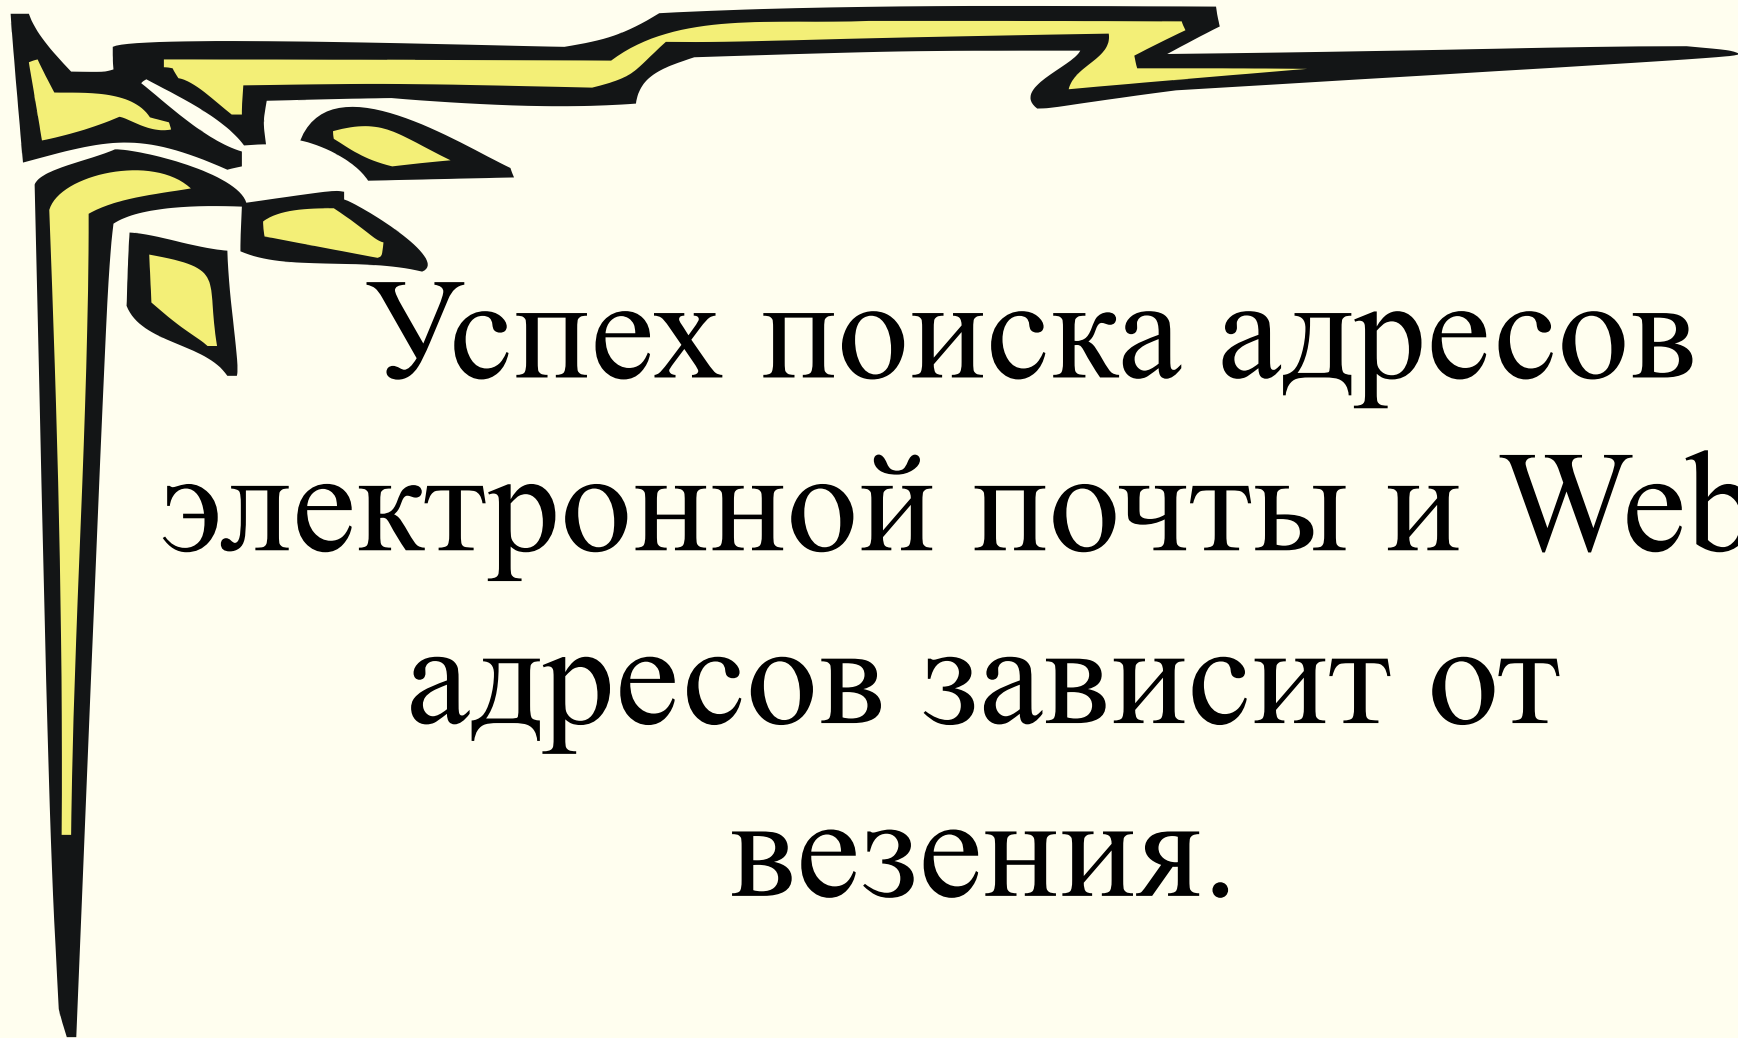 Успех поиска адресов
электронной почты и Web
адресов зависит от
везения.